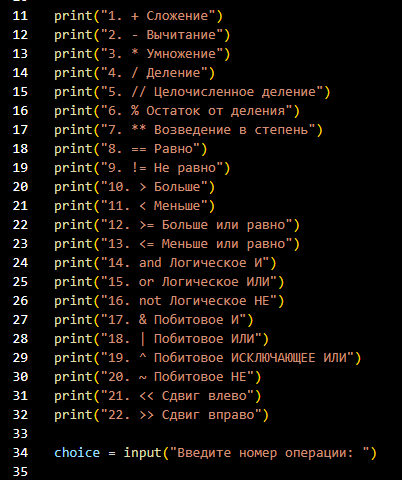 11 print("1. + Сложение")
12 print("2. - Вычитание")
13 print("3. * Умножение")
14 print("4. / Деление")
15 print("5. // Целочисленное деление")
16 print("6. % Остаток от деления")
17 print("7. ** Возведение в степень")
18 print("8. == Равно")
19 print("9. != Не равно")
20 print("10. > Больше")
21 print("11. < Меньше")
22 print("12. >= Больше или равно")
23 print("13. <= Меньше или равно")
24 print("14. and Логическое И")
25 print("15. or Логическое ИЛИ")
26 print("16. not Логическое НЕ")
27 print("17. & Побитовое И")
28 print("18. | Побитовое ИЛИ")
29 print("19. ^ Побитовое ИСКЛЮЧАЮЩЕЕ ИЛИ")
30 print("20. ~ Побитовое НЕ")
31 print("21. << Сдвиг влево")
32 print("22. >> Сдвиг вправо")
33
34 choice = input("Введите номер операции: ")
35